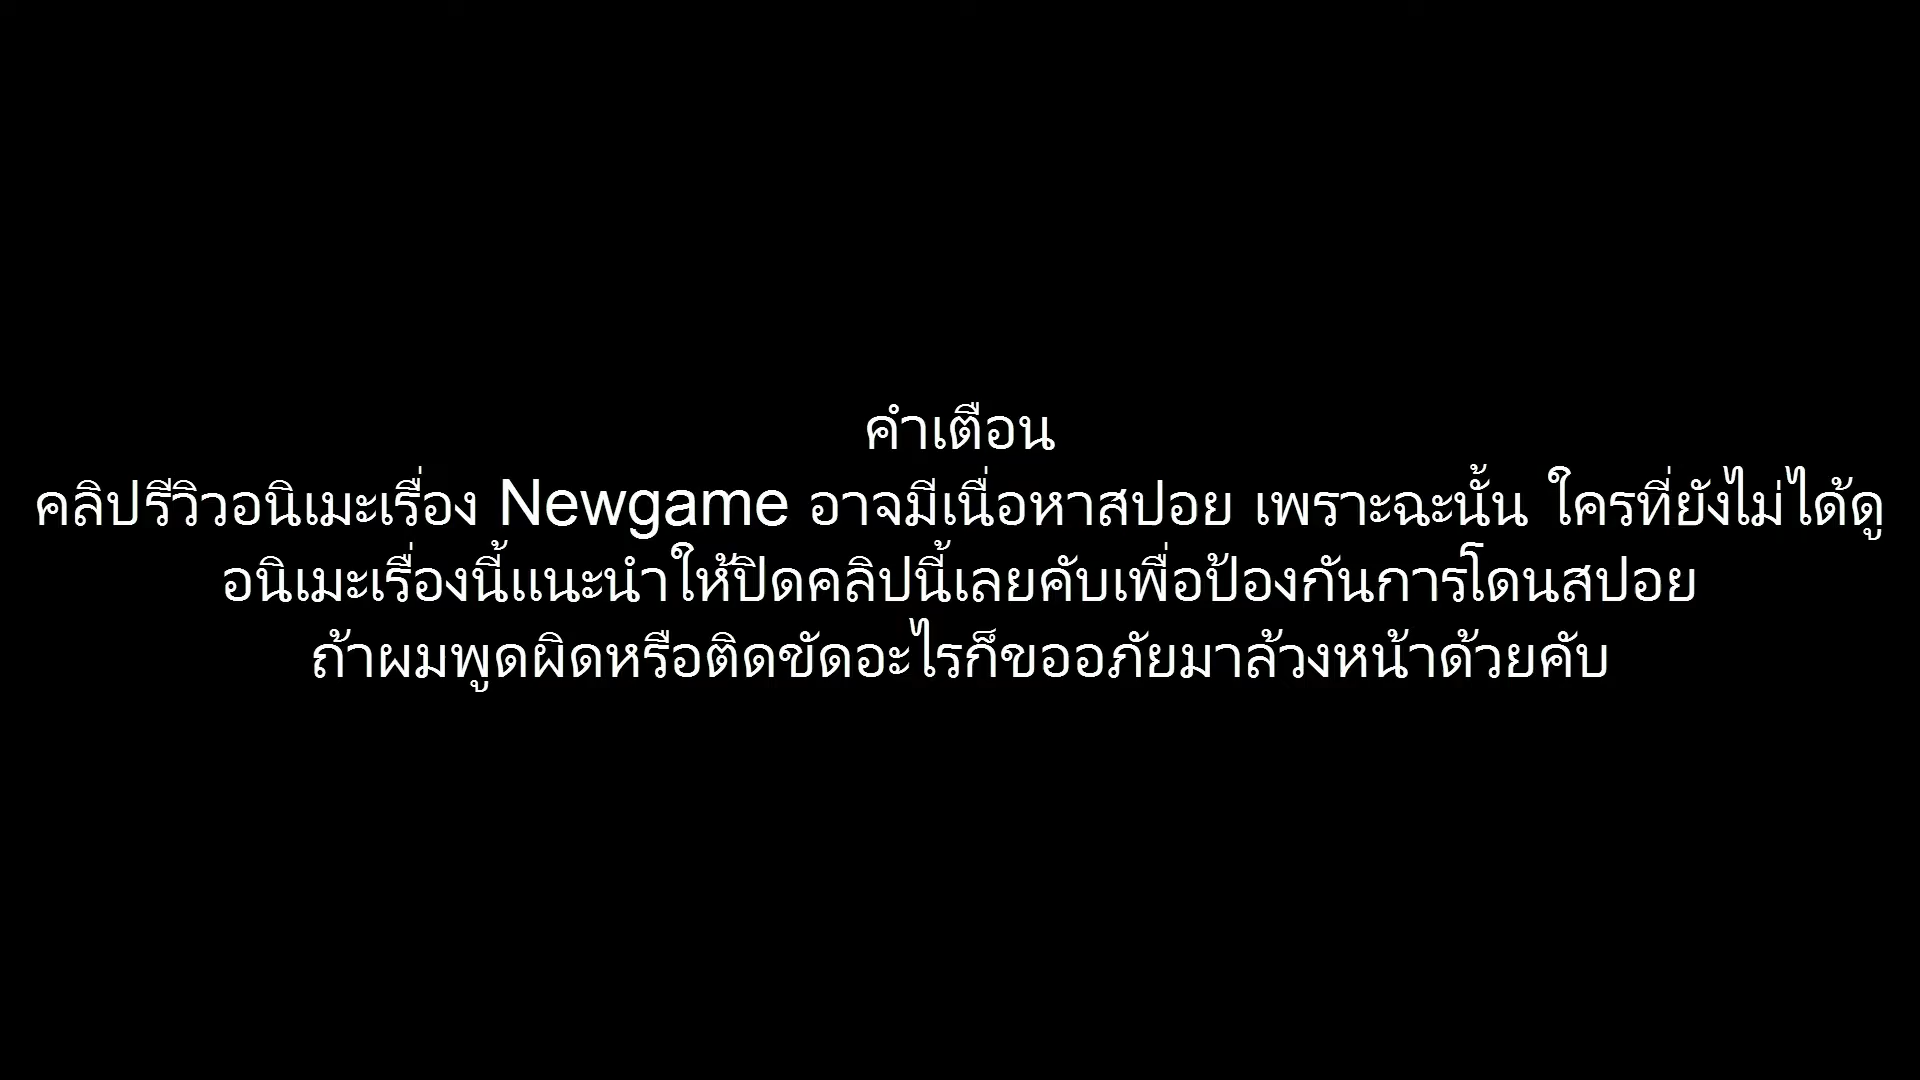 คำเตือน
คลิปรีวิวอนิเมะเรื่อง Newgame อาจมีเนื่อหาสปอย เพราะฉะนั้น ใครที่ยังไม่ได้ดู
อนิเมะเรื่องนี้แนะนำให้ปิดคลิปนี้เลยคับเพื่อป้องกันการโดนสปอย
ถ้าผมพูดผิดหรือติดขัดอะไรก็ขออภัยมาล้วงหน้าด้วยคับ